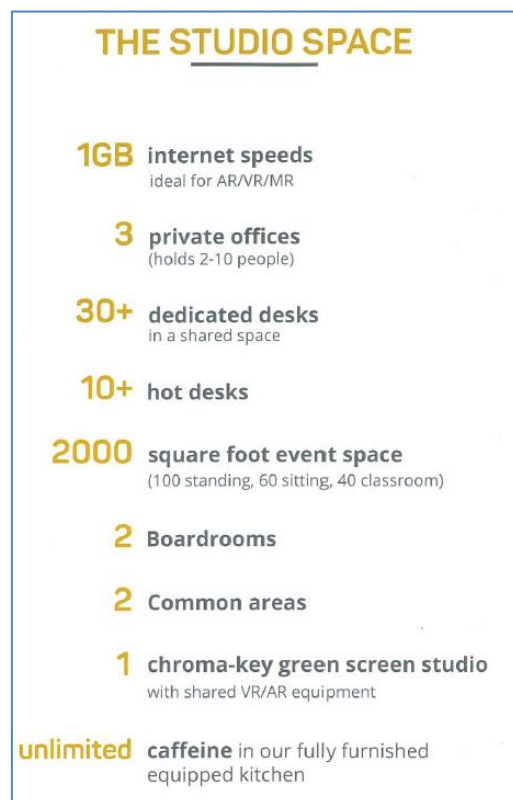 THE STUDIO SPACE
1GB internet speeds
ideal for AR/VR/MR
3 private offices
(holds 2-10 people)
30+ dedicated desks
in a shared space
10+ hot desks
2000 square foot event space
(100 standing, 60 sitting, 40 classroom)
2 Boardrooms
2 Common areas
1 chroma-key green screen studio
with shared VR/AR equipment
unlimited caffeine in our fully furnished
equipped kitchen